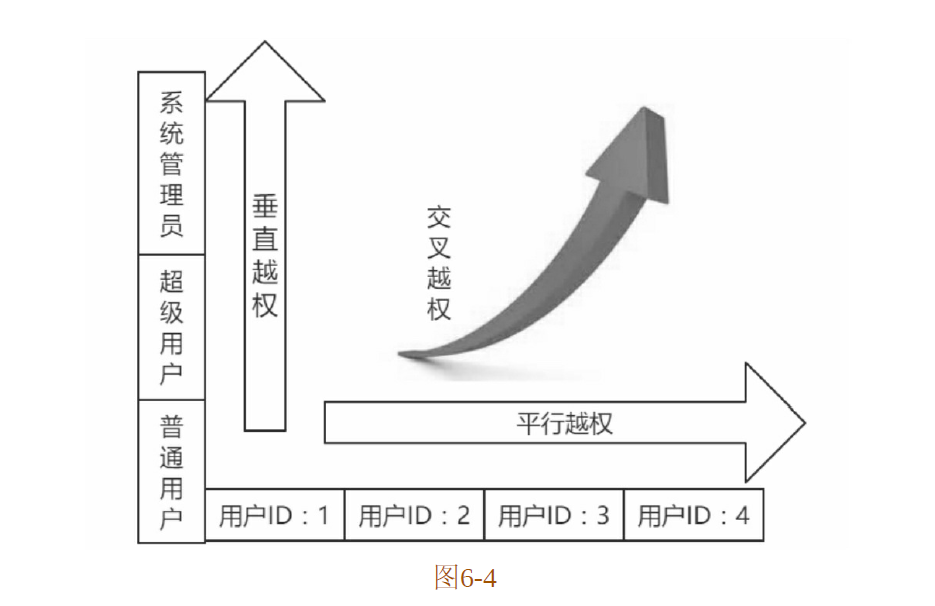 系统管理员
超级用户
普通用户
垂直越权
交叉越权
平行越权
用户ID：1
用户ID：2
用户ID：3
用户ID：4
图6-4